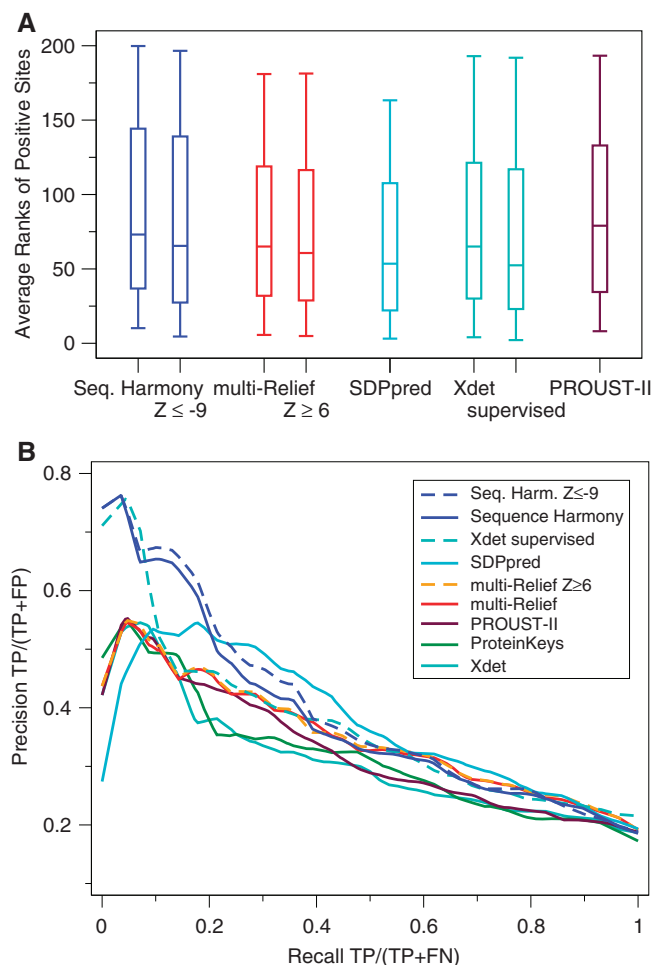 A
200
150
100
50
0
Average Ranks of Positive Sites
Seq. Harmony multi-Relief SDPpred Xdet PROUST-II
Z ≤ -9 Z ≥ 6 supervised
B
0.8
0.6
0.4
0.2
Precision TP/(TP+FP)
Seq. Harm. Z≤-9
Sequence Harmony
Xdet supervised
SDPpred
multi-Relief Z≥6
multi-Relief
PROUST-II
ProteinKeys
Xdet
0 0.2 0.4 0.6 0.8 1
Recall TP/(TP+FN)